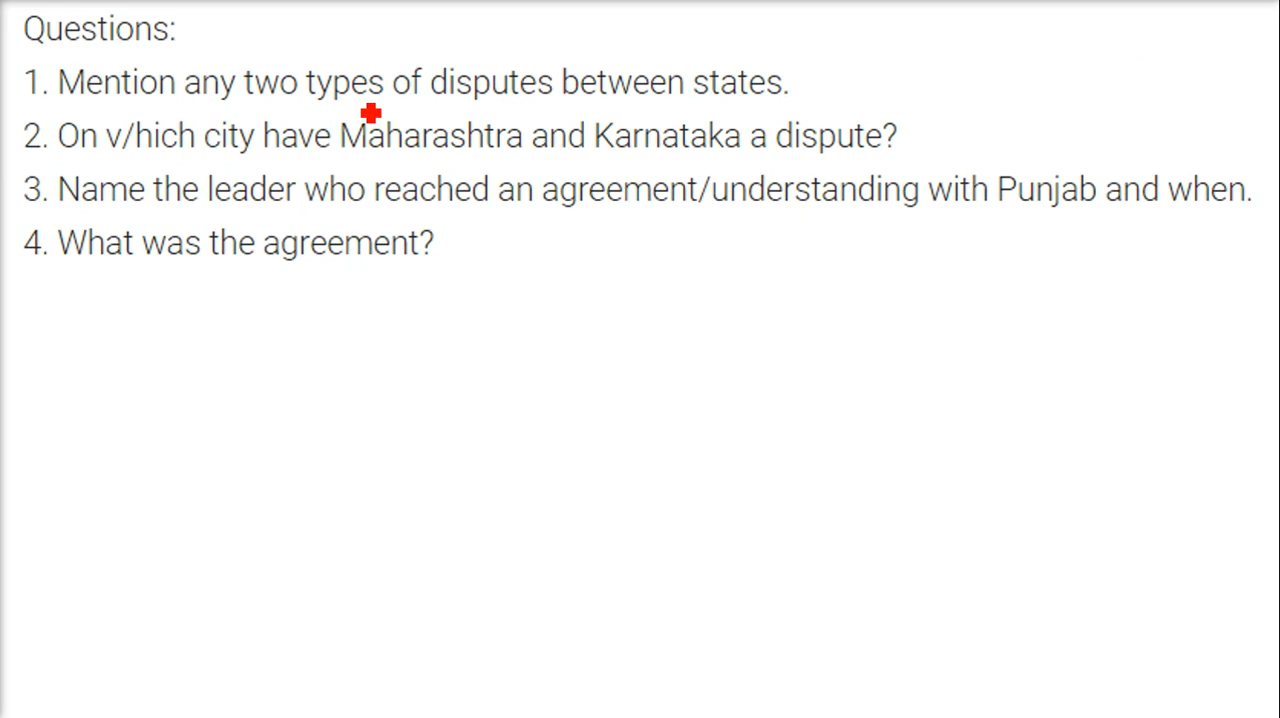 Questions:
1. Mention any two types of disputes between states.
2. On v/hich city have Maharashtra and Karnataka a dispute?
3. Name the leader who reached an agreement/understanding with Punjab and when.
4. What was the agreement?